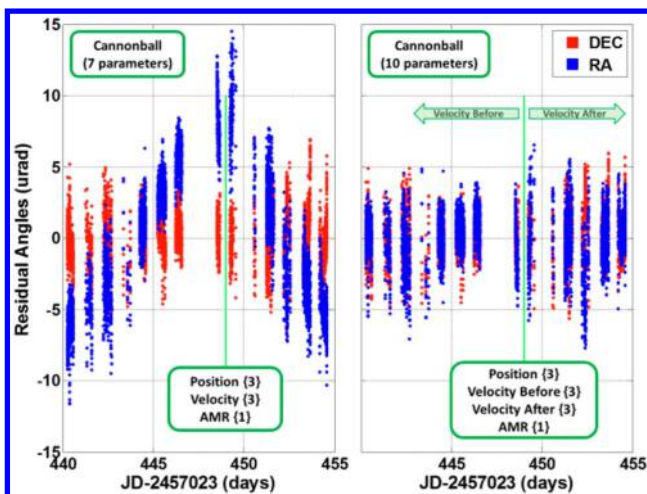 15
10
5
0
-5
-10
-15
Residual Angles (urad)
Cannonball
(7 parameters)
Position {3}
Velocity {3}
AMR {1}
440
445
450
455
JD-2457023 (days)
Cannonball
(10 parameters)
DEC
RA
Velocity Before
Velocity After
Position {3}
Velocity Before {3}
Velocity After {3}
AMR {1}
445
450
455
JD-2457023 (days)